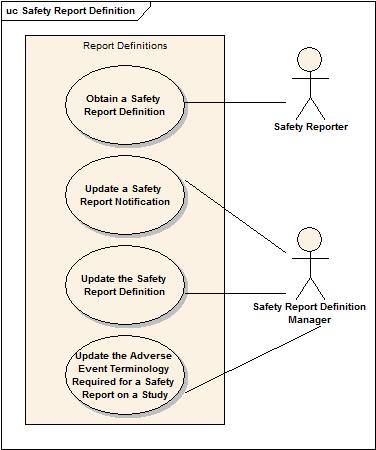 uc Safety Report Definition
Report Definitions
Obtain a Safety
Report Definition
Safety Reporter
Update a Safety
Report Notification
Update the Safety
Report Definition
Safety Report Definition
Manager
Update the Adverse
Event Terminology
Required for a Safety
Report on a Study